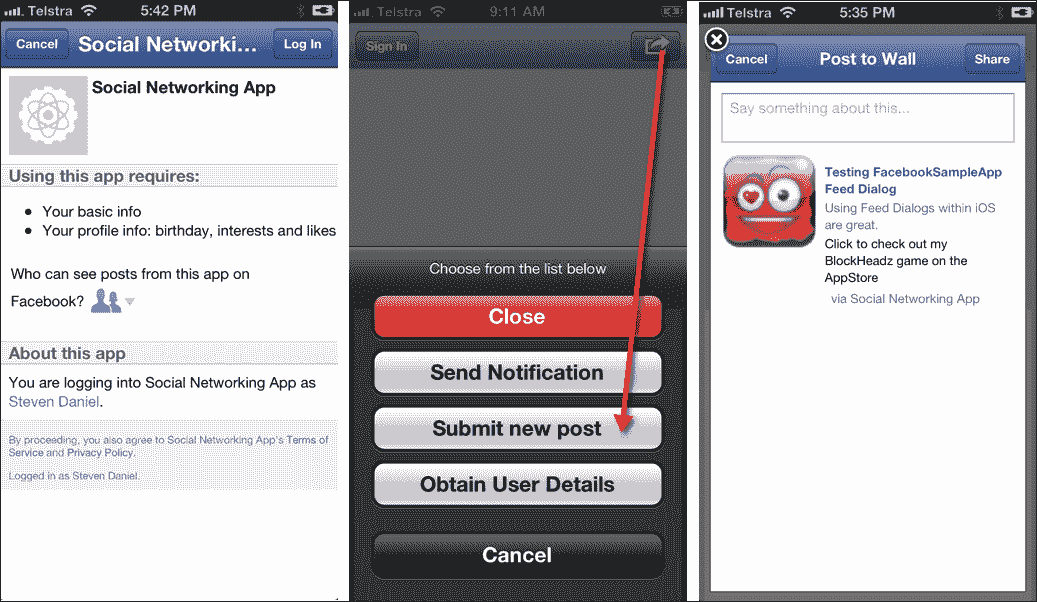 Telstra 5:42 PM
Cancel Social Networki... Log In
Social Networking App
Using this app requires:
• Your basic info
• Your profile info: birthday, interests and likes
Who can see posts from this app on
Facebook?
About this app
You are logging into Social Networking App as
Steven Daniel.
By proceeding, you also agree to Social Networking App's Terms of
Service and Privacy Policy.
Logged in as Steven Daniel.
Telstra 9:11 AM
Sign In
Choose from the list below
Close
Send Notification
Submit new post
Obtain User Details
Cancel
Telstra 5:35 PM
Cancel Post to Wall Share
Say something about this...
Testing FacebookSampleApp
Feed Dialog
Using Feed Dialogs within iOS
are great.
Click to check out my
BlockHeadz game on the
AppStore
via Social Networking App